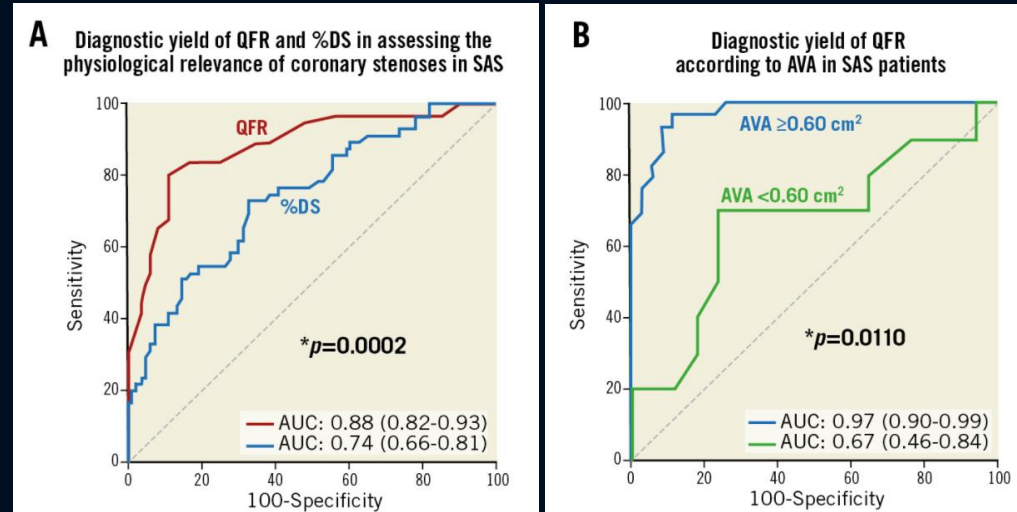 A
Diagnostic yield of QFR and %DS in assessing the
physiological relevance of coronary stenoses in SAS
100
80
60
40
20
0
Sensitivity
QFR
%DS
*p=0.0002
AUC: 0.88 (0.82-0.93)
AUC: 0.74 (0.66-0.81)
0 20 40 60 80 100
100-Specificity
B
Diagnostic yield of QFR
according to AVA in SAS patients
100
80
60
40
20
0
Sensitivity
AVA ≥0.60 cm²
AVA <0.60 cm²
*p=0.0110
AUC: 0.97 (0.90-0.99)
AUC: 0.67 (0.46-0.84)
0 20 40 60 80 100
100-Specificity